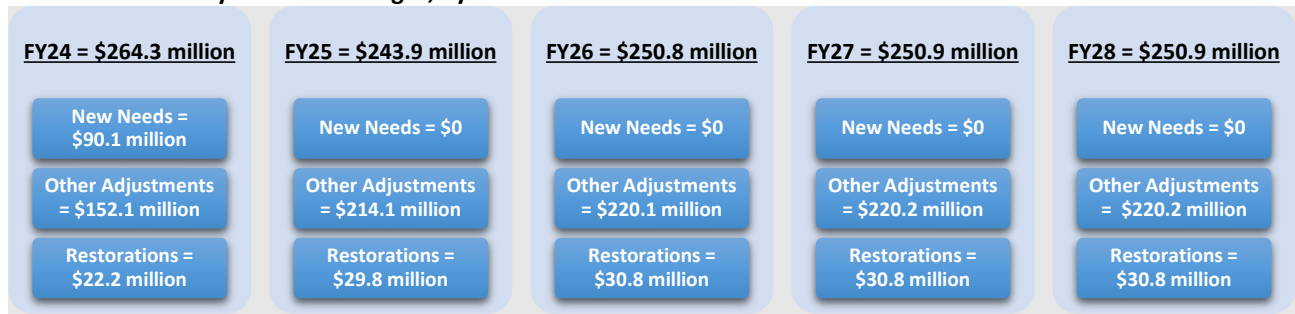 FY24 = $264.3 million
New Needs =
$90.1 million
Other Adjustments
= $152.1 million
Restorations =
$22.2 million
FY25 = $243.9 million
New Needs = $0
Other Adjustments
= $214.1 million
Restorations =
$29.8 million
FY26 = $250.8 million
New Needs = $0
Other Adjustments
= $220.1 million
Restorations =
$30.8 million
FY27 = $250.9 million
New Needs = $0
Other Adjustments
= $220.2 million
Restorations =
$30.8 million
FY28 = $250.9 million
New Needs = $0
Other Adjustments
= $220.2 million
Restorations =
$30.8 million